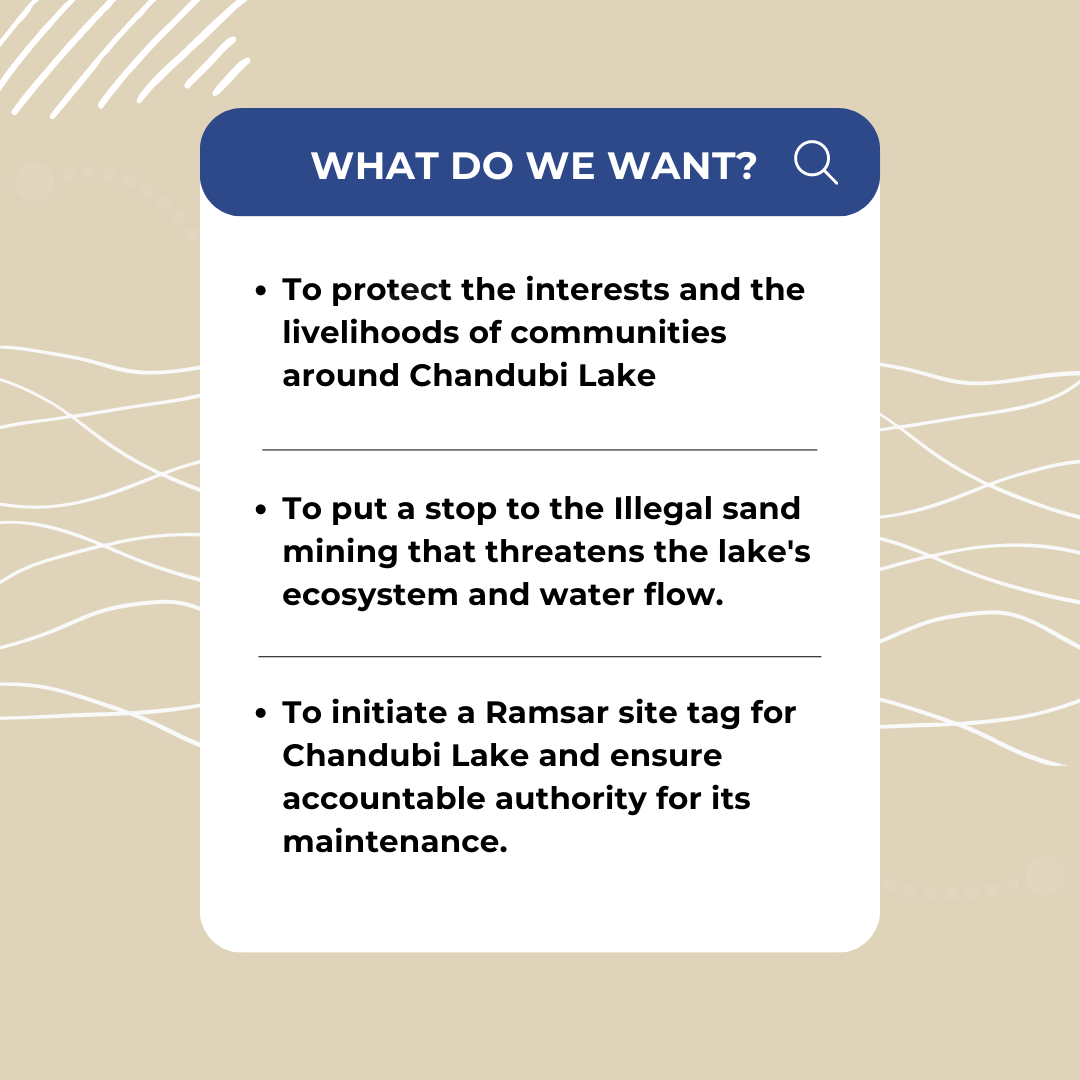 WHAT DO WE WANT?
• To protect the interests and the
livelihoods of communities
around Chandubi Lake
• To put a stop to the Illegal sand
mining that threatens the lake's
ecosystem and water flow.
• To initiate a Ramsar site tag for
Chandubi Lake and ensure
accountable authority for its
maintenance.